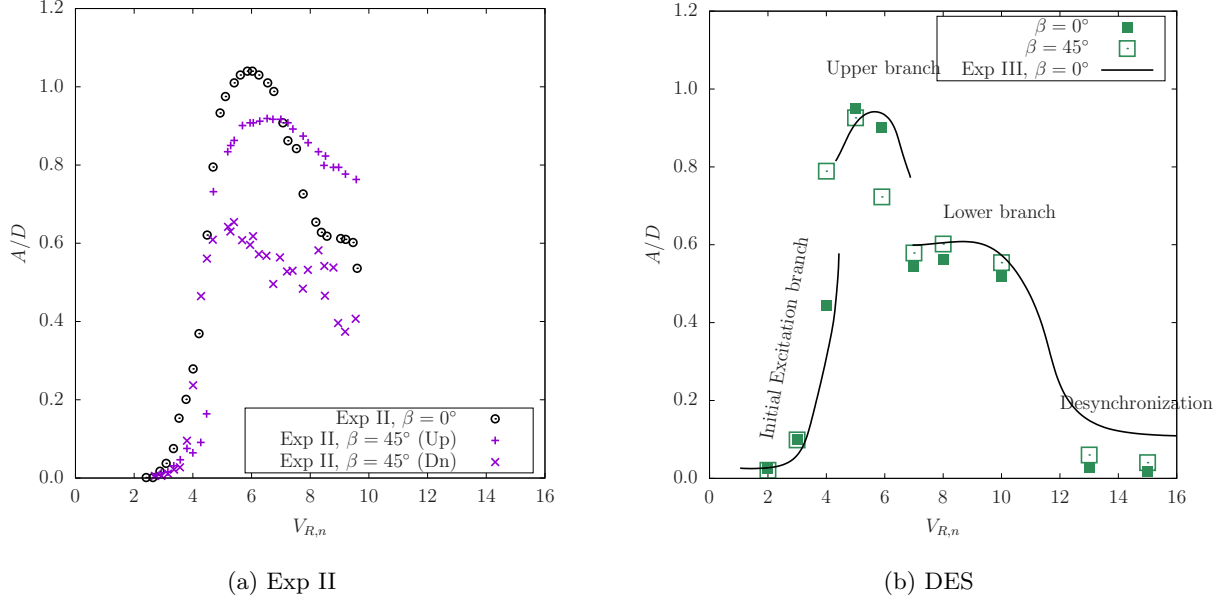 1.2
1.0
0.8
0.6
0.4
0.2
0.0
A/D
Exp II, β = 0°
Exp II, β = 45° (Up)
Exp II, β = 45° (Dn)
0 2 4 6 8 10 12 14 16
V_{R,n}
(a) Exp II
1.2
1.0
0.8
0.6
0.4
0.2
0.0
A/D
β = 0°
β = 45°
Exp III, β = 0°
Upper branch
Lower branch
Initial Excitation branch
Desynchronization
0 2 4 6 8 10 12 14 16
V_{R,n}
(b) DES